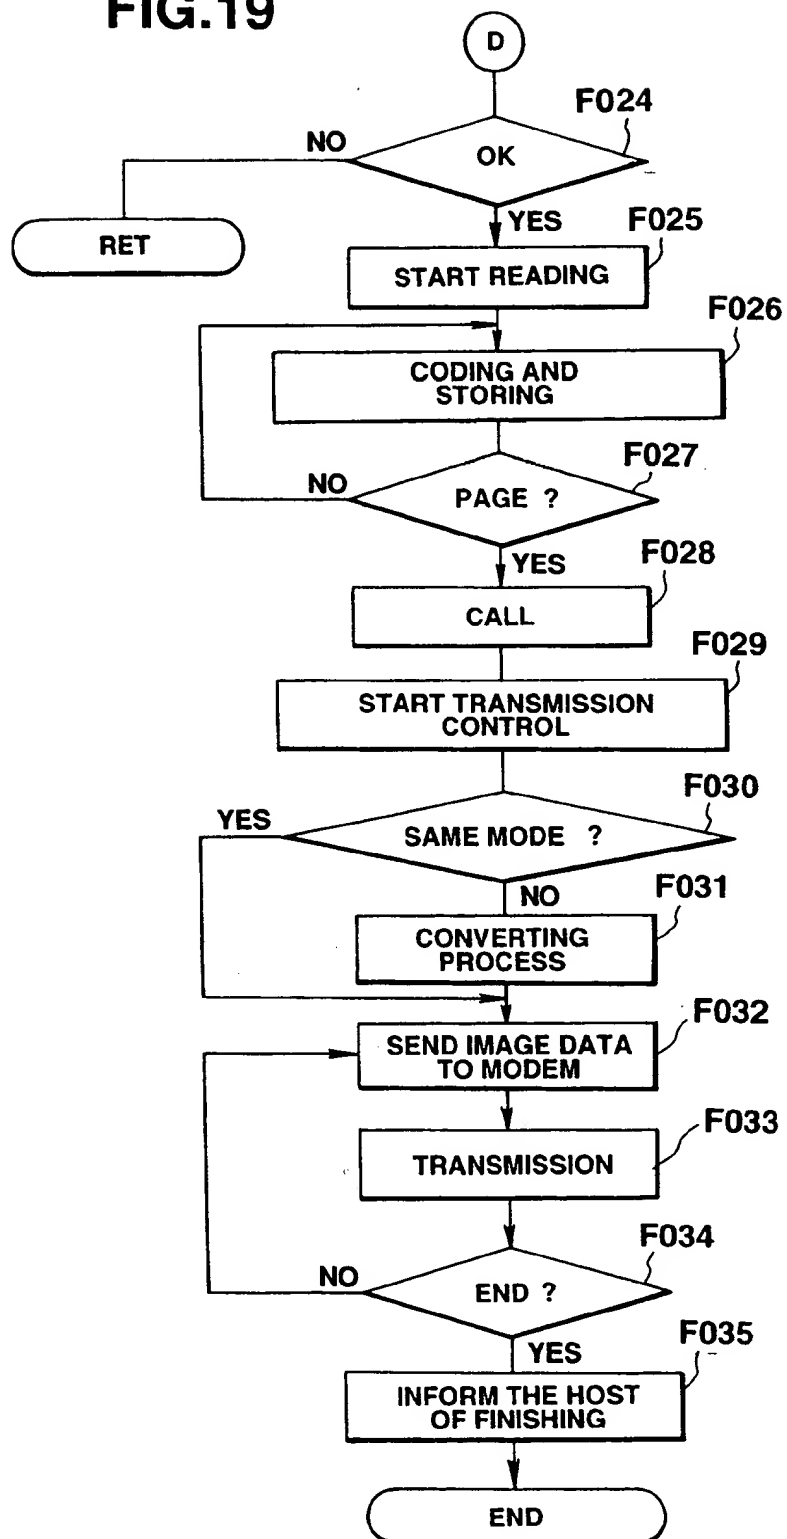 FIG.19
D
F024
NO
OK
YES
RET
F025
START READING
F026
CODING AND
STORING
F027
NO
PAGE ?
YES
F028
CALL
F029
START TRANSMISSION
CONTROL
F030
YES
SAME MODE ?
NO
F031
CONVERTING
PROCESS
F032
SEND IMAGE DATA
TO MODEM
F033
TRANSMISSION
F034
NO
END ?
YES
F035
INFORM THE HOST
OF FINISHING
END